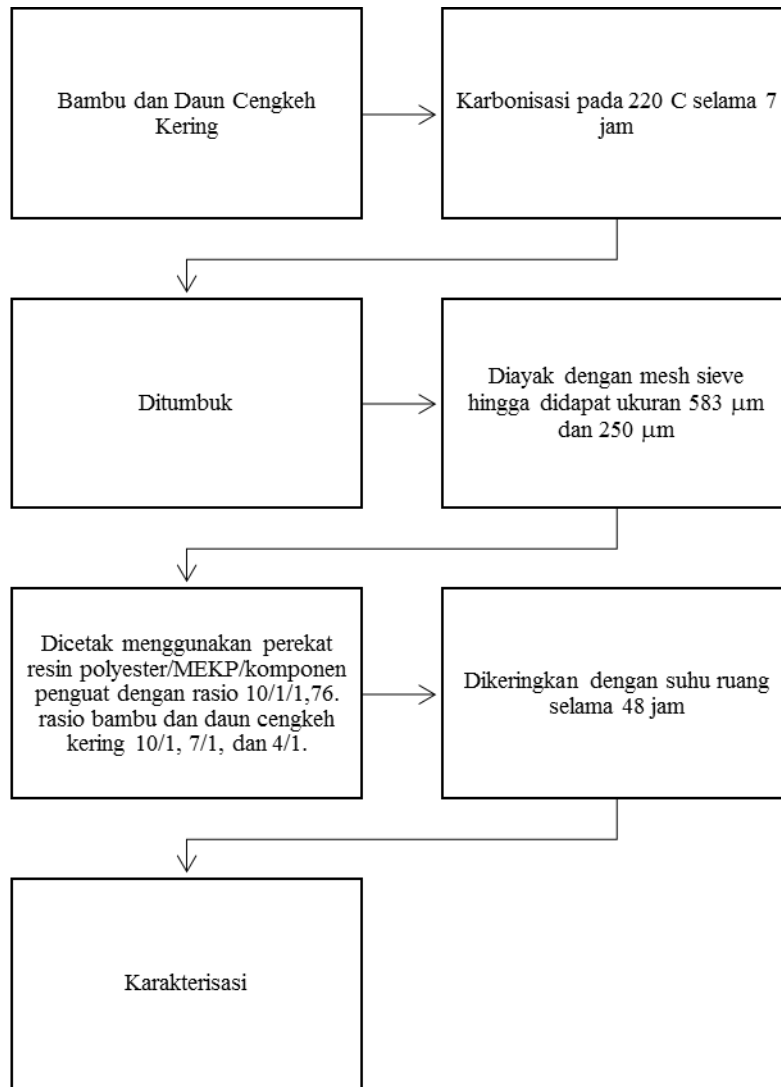 Bambu dan Daun Cengkeh
Kering
Karbonisasi pada 220 C selama 7
jam
Ditumbuk
Diayak dengan mesh sieve
hingga didapat ukuran 583 μm
dan 250 μm
Dicetak menggunakan perekat
resin polyester/MEKP/komponen
penguat dengan rasio 10/1/1,76.
rasio bambu dan daun cengkeh
kering 10/1, 7/1, dan 4/1.
Dikeringkan dengan suhu ruang
selama 48 jam
Karakterisasi